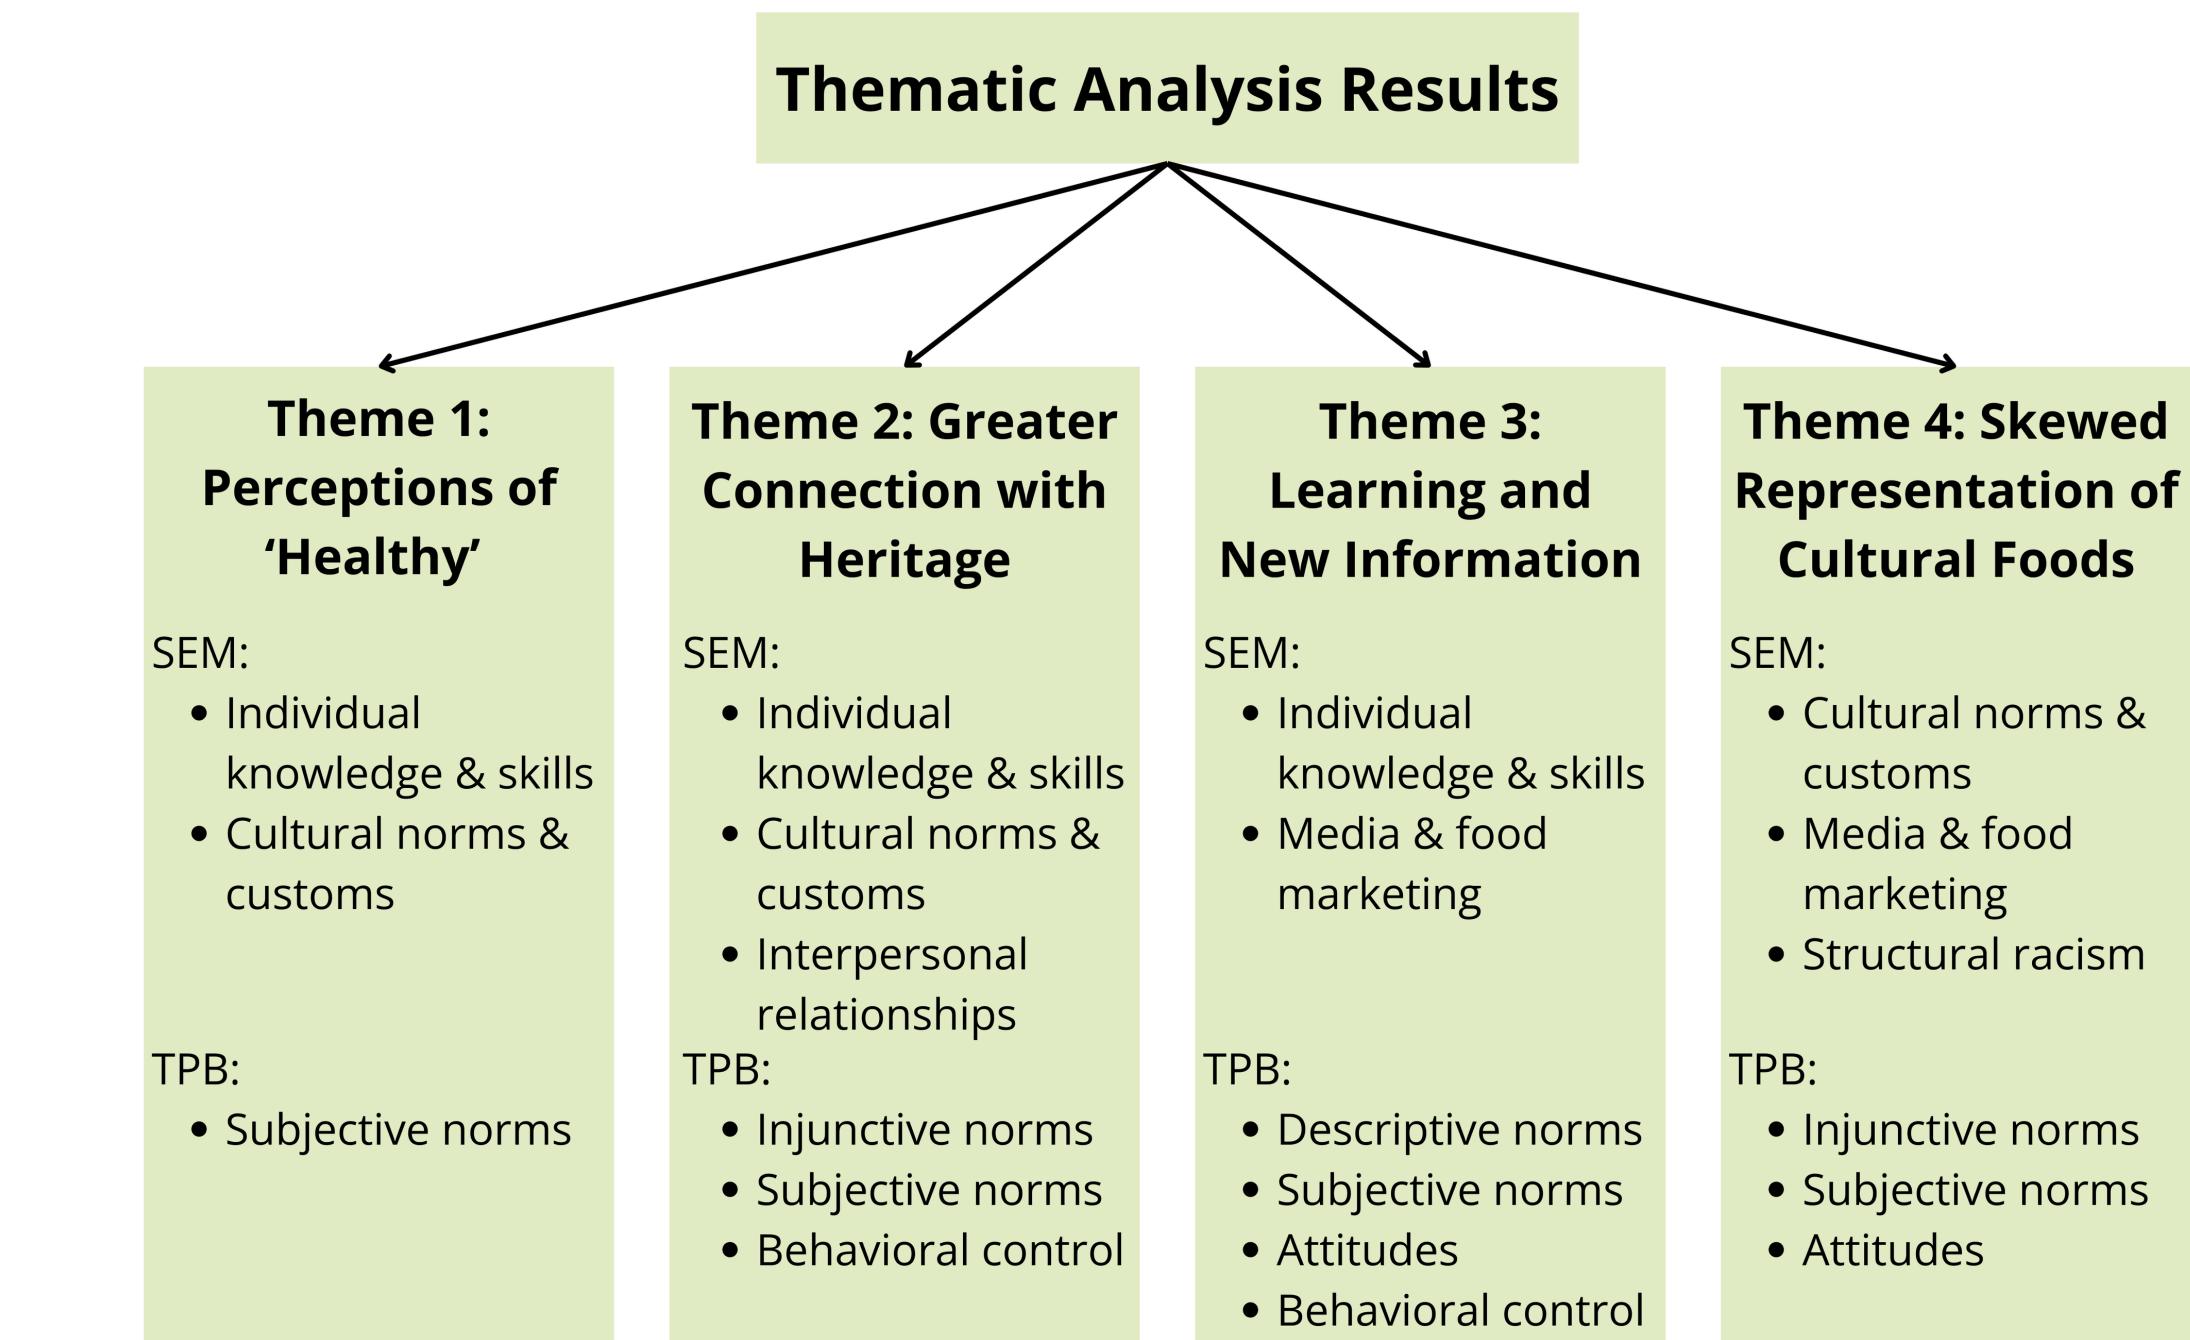 Thematic Analysis Results
Theme 1:
Perceptions of
‘Healthy’
SEM:
• Individual
knowledge & skills
• Cultural norms &
customs
TPB:
• Subjective norms
Theme 2: Greater
Connection with
Heritage
SEM:
• Individual
knowledge & skills
• Cultural norms &
customs
• Interpersonal
relationships
TPB:
• Injunctive norms
• Subjective norms
• Behavioral control
Theme 3:
Learning and
New Information
SEM:
• Individual
knowledge & skills
• Media & food
marketing
TPB:
• Descriptive norms
• Subjective norms
• Attitudes
• Behavioral control
Theme 4: Skewed
Representation of
Cultural Foods
SEM:
• Cultural norms &
customs
• Media & food
marketing
• Structural racism
TPB:
• Injunctive norms
• Subjective norms
• Attitudes